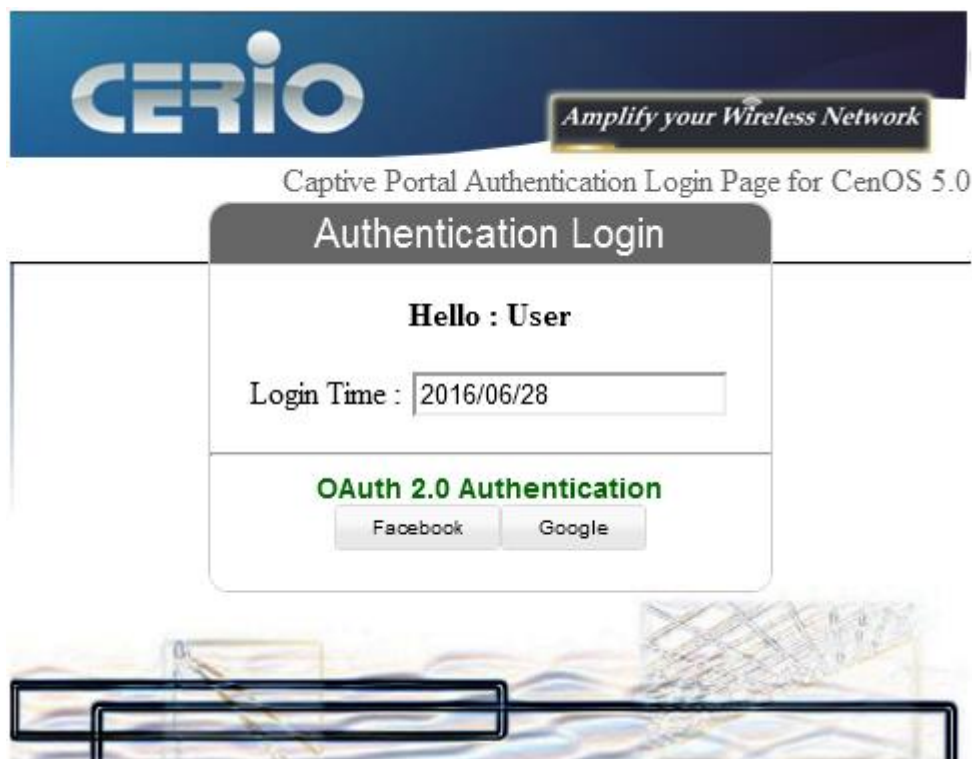 CERIO
Amplify your Wireless Network
Captive Portal Authentication Login Page for CenOS 5.0
Authentication Login
Hello : User
Login Time : 2016/06/28
OAuth 2.0 Authentication
Facebook Google